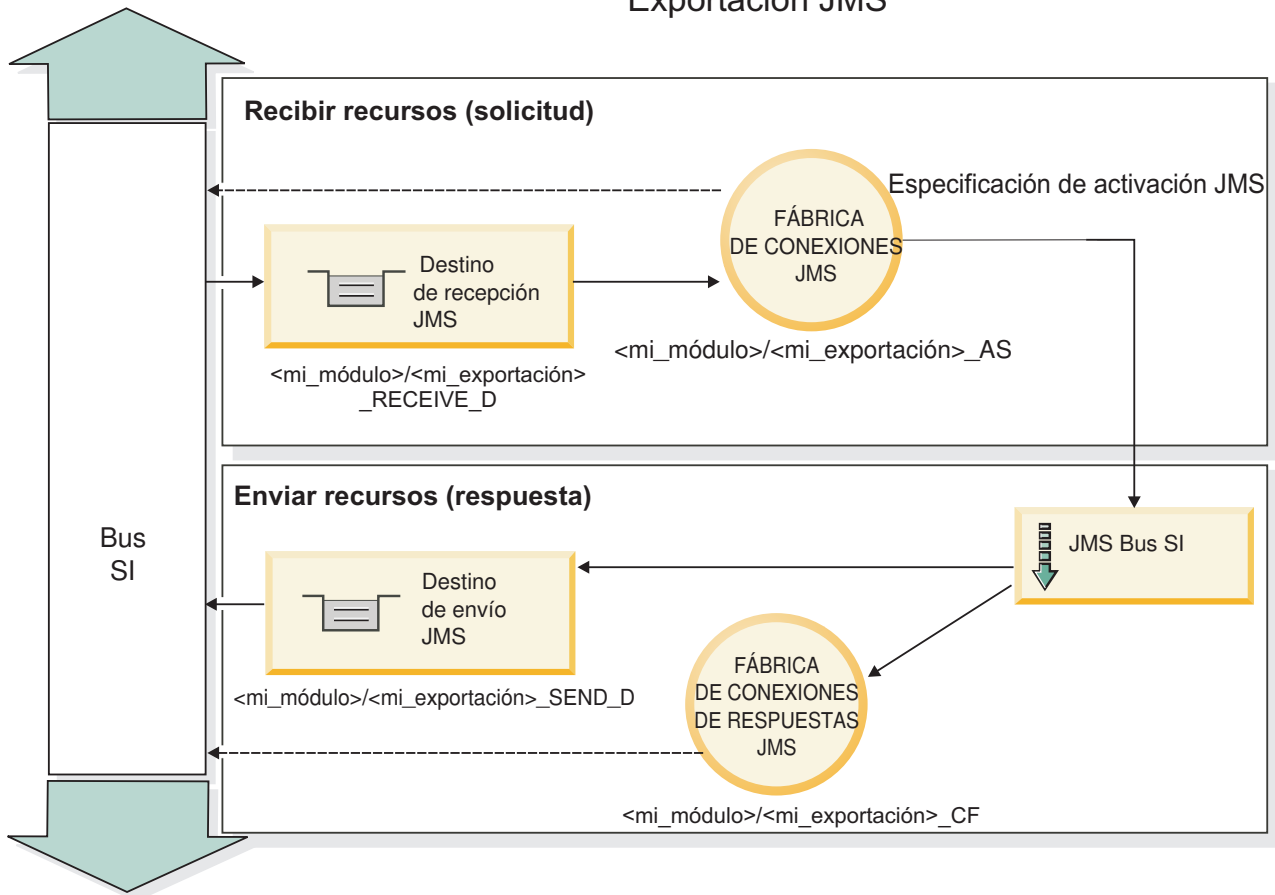 Exportación JMS
Recibir recursos (solicitud)
Especificación de activación JMS
FÁBRICA
DE CONEXIONES
JMS
Destino
de recepción
JMS
<mi_módulo>/<mi_exportación>_AS
<mi_módulo>/<mi_exportación>
_RECEIVE_D
Enviar recursos (respuesta)
Bus
SI
JMS Bus SI
Destino
de envío
JMS
FÁBRICA
DE CONEXIONES
DE RESPUESTAS
JMS
<mi_módulo>/<mi_exportación>_SEND_D
<mi_módulo>/<mi_exportación>_CF